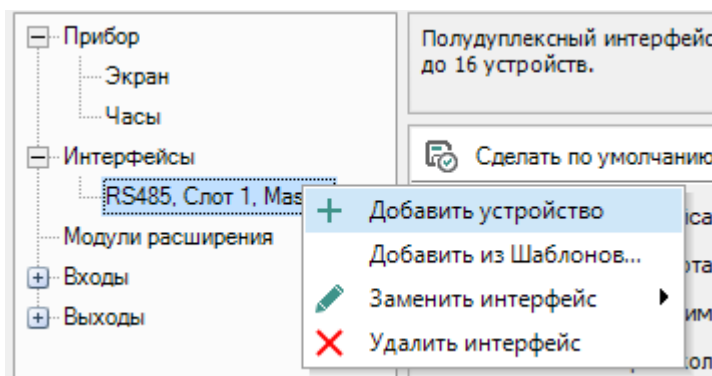 Прибор
Экран
Часы
Интерфейсы
RS485, Слот 1, Mas
Модули расширения
Входы
Выходы
Полудуплексный интерфейс
до 16 устройств.
Сделать по умолчанию
Добавить устройство
Добавить из Шаблонов...
Заменить интерфейс
Удалить интерфейс